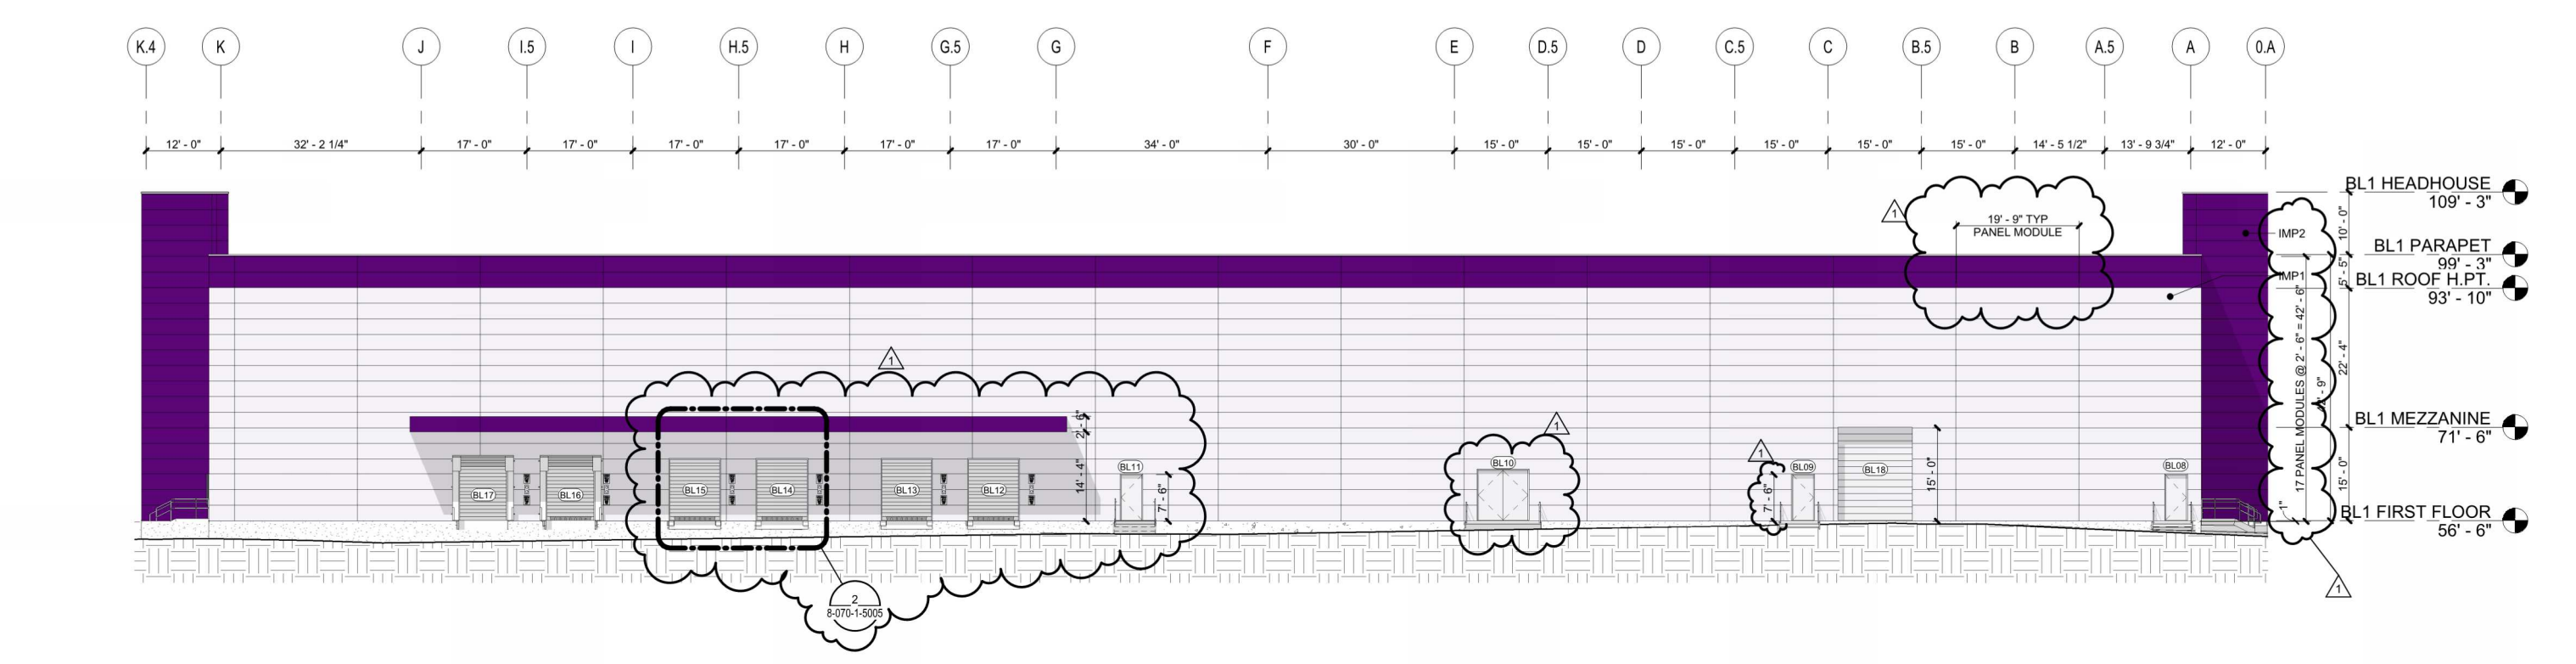 K.4 K J I.5 I H.5 H G.5 G F E D.5 D C.5 C B.5 B A.5 A 0.A
12' - 0" 32' - 2 1/4" 17' - 0" 17' - 0" 17' - 0" 17' - 0" 17' - 0" 17' - 0" 34' - 0" 30' - 0" 15' - 0" 15' - 0" 15' - 0" 15' - 0" 15' - 0" 15' - 0" 14' - 5 1/2" 13' - 9 3/4" 12' - 0"
BL1 HEADHOUSE
109' - 3"
1
19' - 9" TYP
PANEL MODULE
IMP2
10' - 0"
BL1 PARAPET
99' - 3"
IMP1
5' - 5"
BL1 ROOF H.PT.
93' - 10"
17 PANEL MODULES @ 2' - 6" = 42' - 6"
22' - 4"
1
2' - 6"
BL1 MEZZANINE
71' - 6"
1
1
14' - 4"
BL17
BL16
BL15
BL14
BL13
BL12
BL11
7' - 6"
BL10
7' - 6"
BL09
BL18
15' - 0"
BL08
15' - 0"
1"
BL1 FIRST FLOOR
56' - 6"
2
8-070-1-5005
1